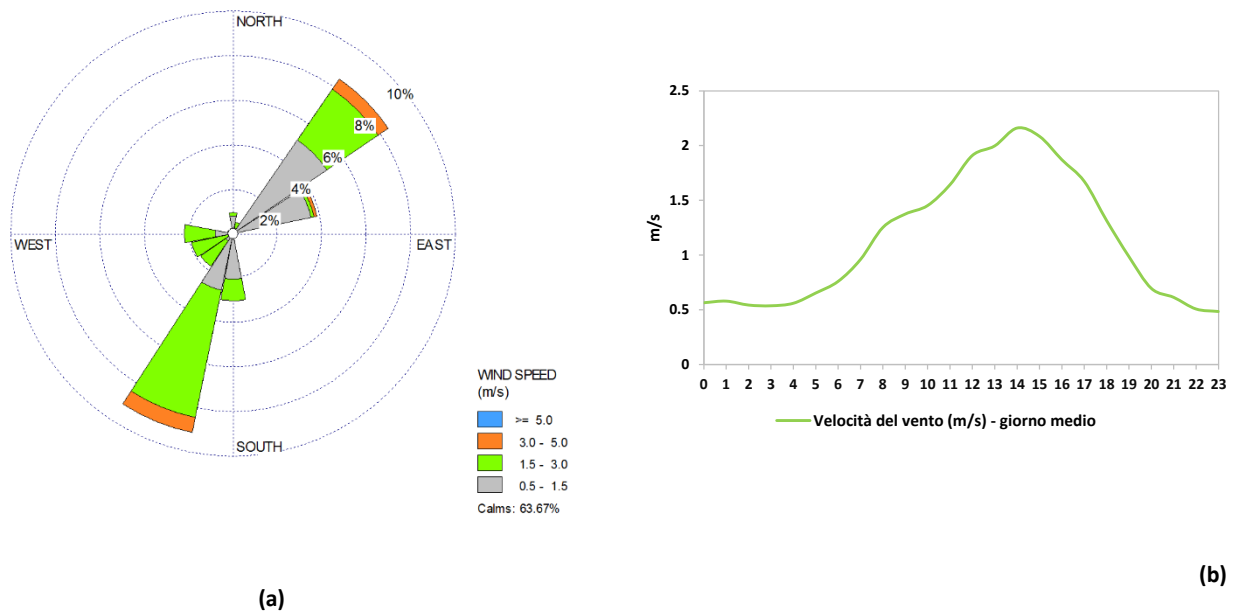 NORTH
10%
8%
6%
4%
2%
WEST
EAST
SOUTH
WIND SPEED
(m/s)
>= 5.0
3.0 - 5.0
1.5 - 3.0
0.5 - 1.5
Calms: 63.67%
(a)
2.5
2
1.5
1
0.5
0
m/s
0 1 2 3 4 5 6 7 8 9 10 11 12 13 14 15 16 17 18 19 20 21 22 23
Velocità del vento (m/s) - giorno medio
(b)